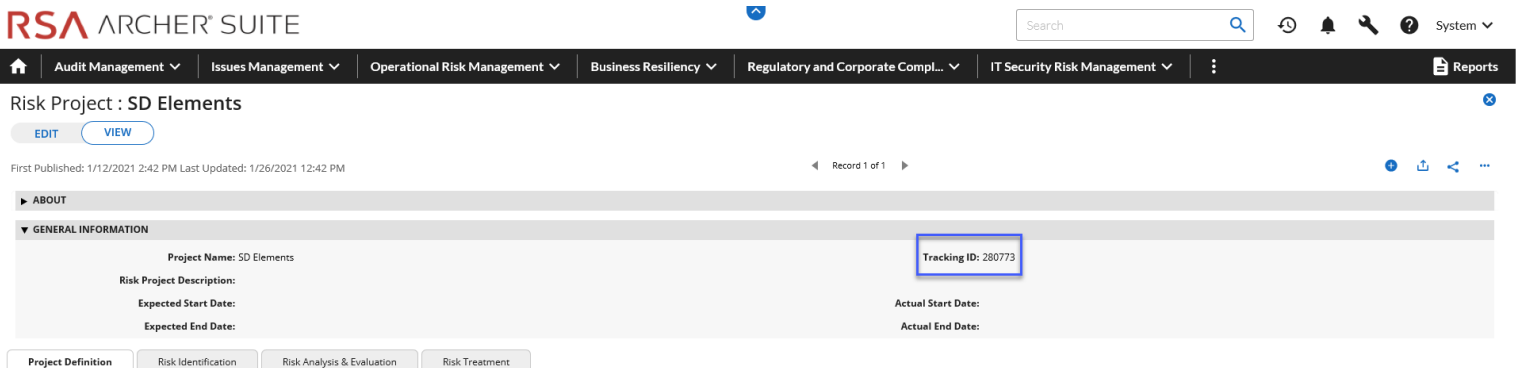 RSA ARCHER® SUITE
Search
System
Audit Management
Issues Management
Operational Risk Management
Business Resiliency
Regulatory and Corporate Compl...
IT Security Risk Management
Reports
Risk Project : SD Elements
EDIT
VIEW
First Published: 1/12/2021 2:42 PM Last Updated: 1/26/2021 12:42 PM
Record 1 of 1
ABOUT
GENERAL INFORMATION
Project Name: SD Elements
Tracking ID: 280773
Risk Project Description:
Expected Start Date:
Actual Start Date:
Expected End Date:
Actual End Date:
Project Definition
Risk Identification
Risk Analysis & Evaluation
Risk Treatment